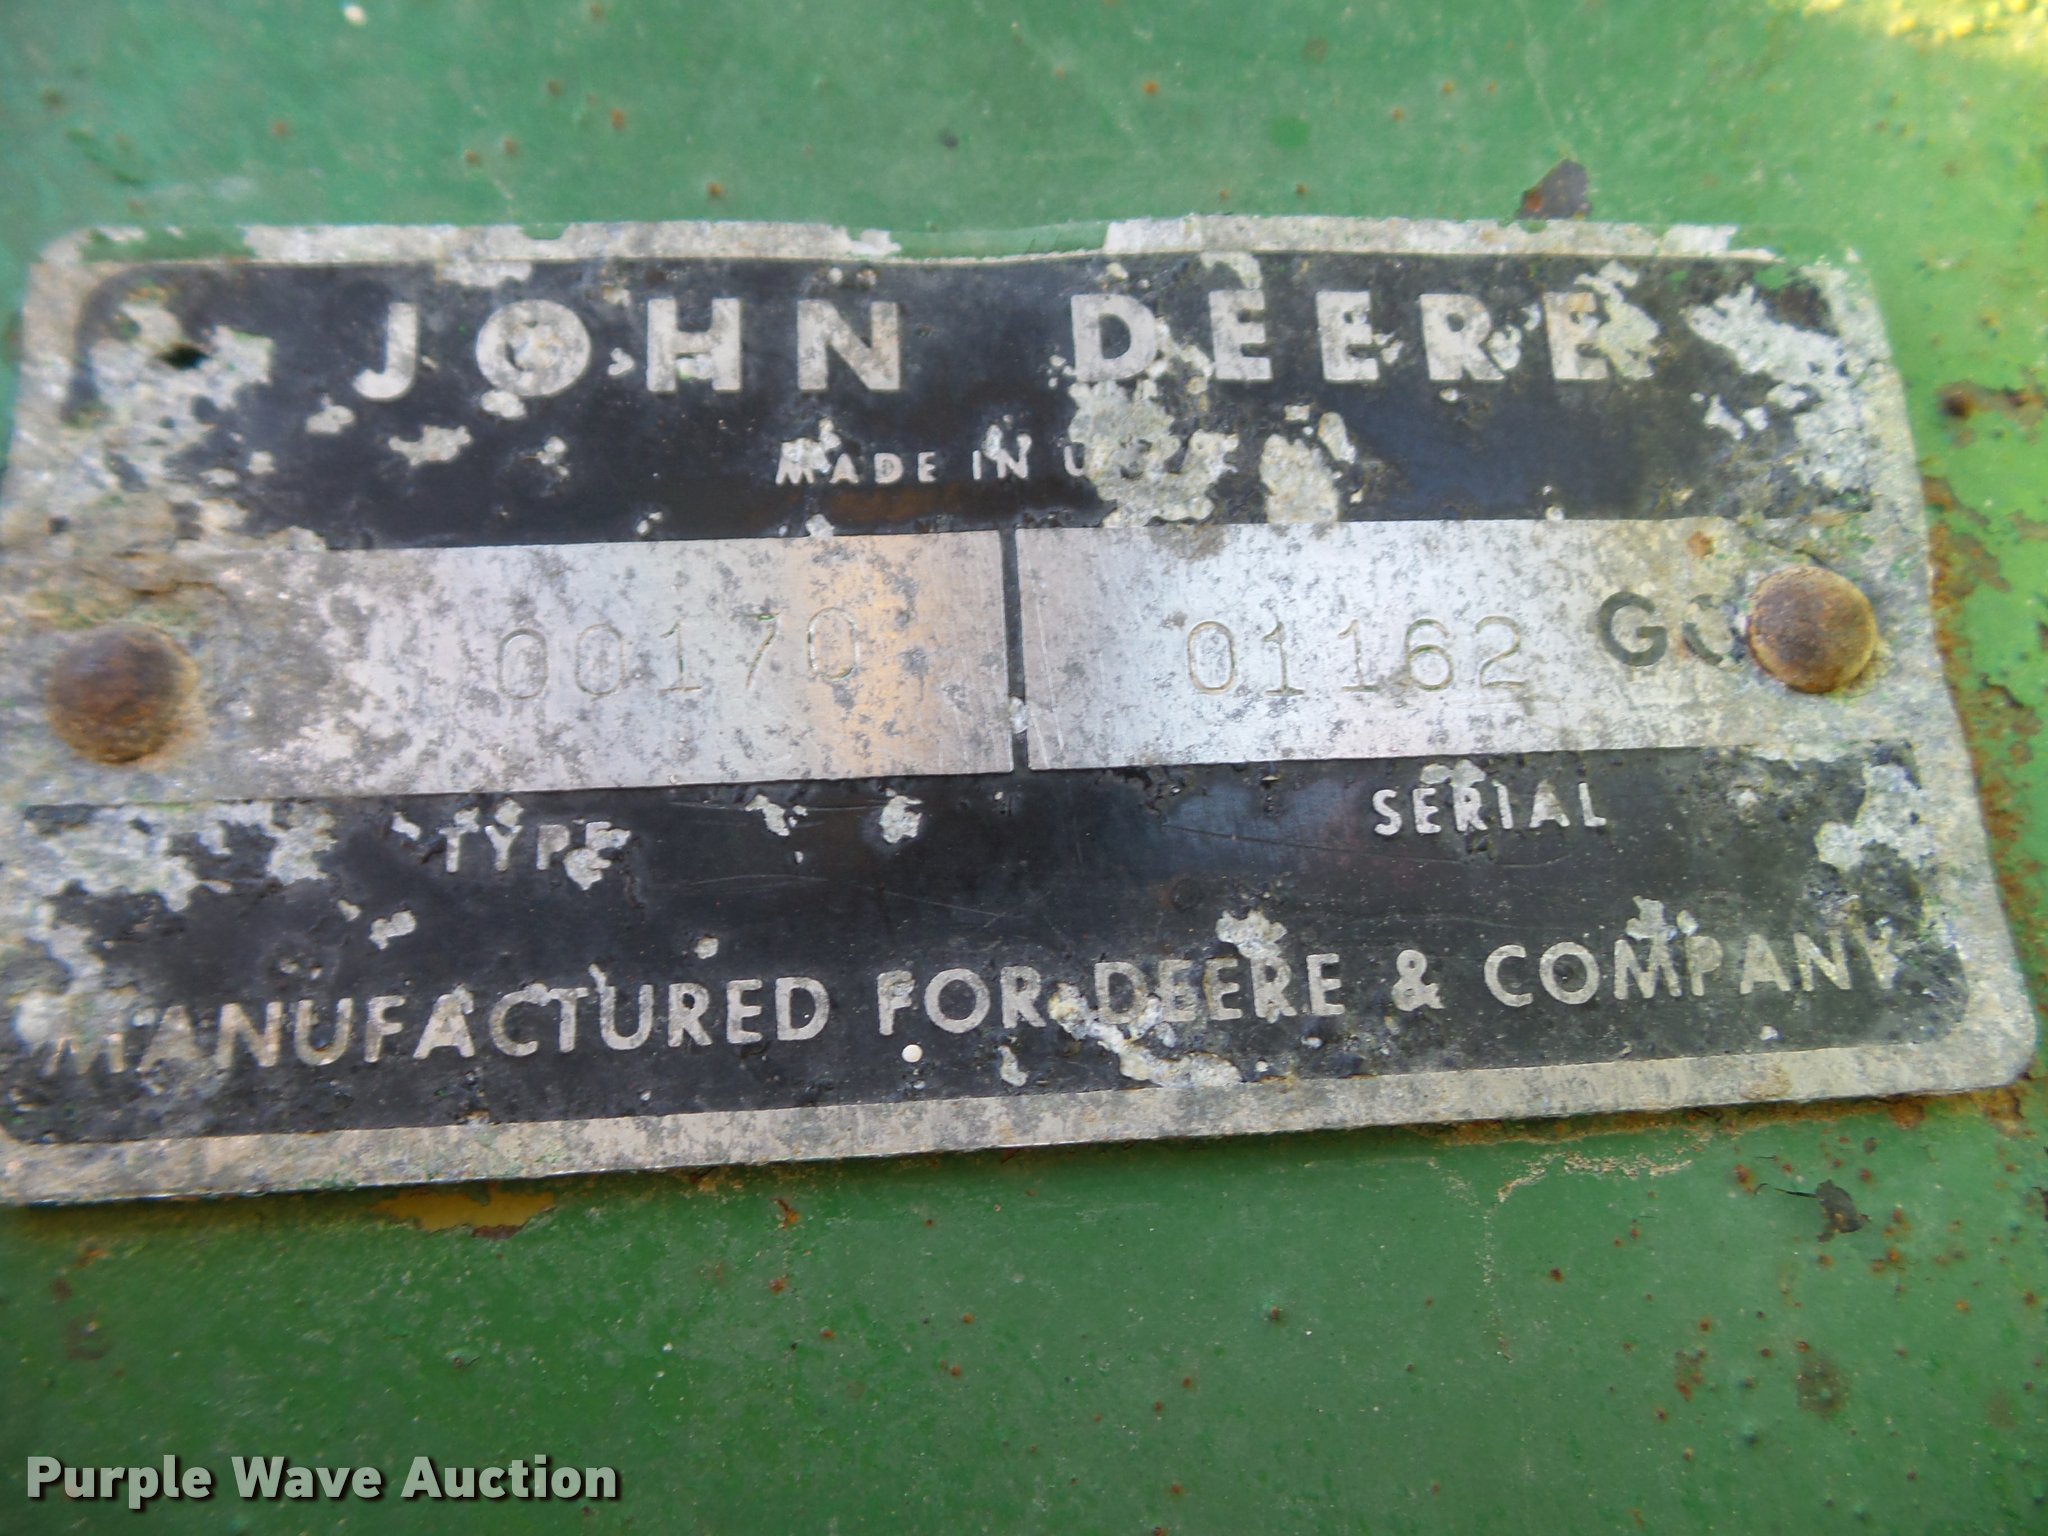 JOHN DEERE
MADE IN
00170 01162
TYPE SERIAL
MANUFACTURED FOR DEERE & COMPANY
Purple Wave Auction